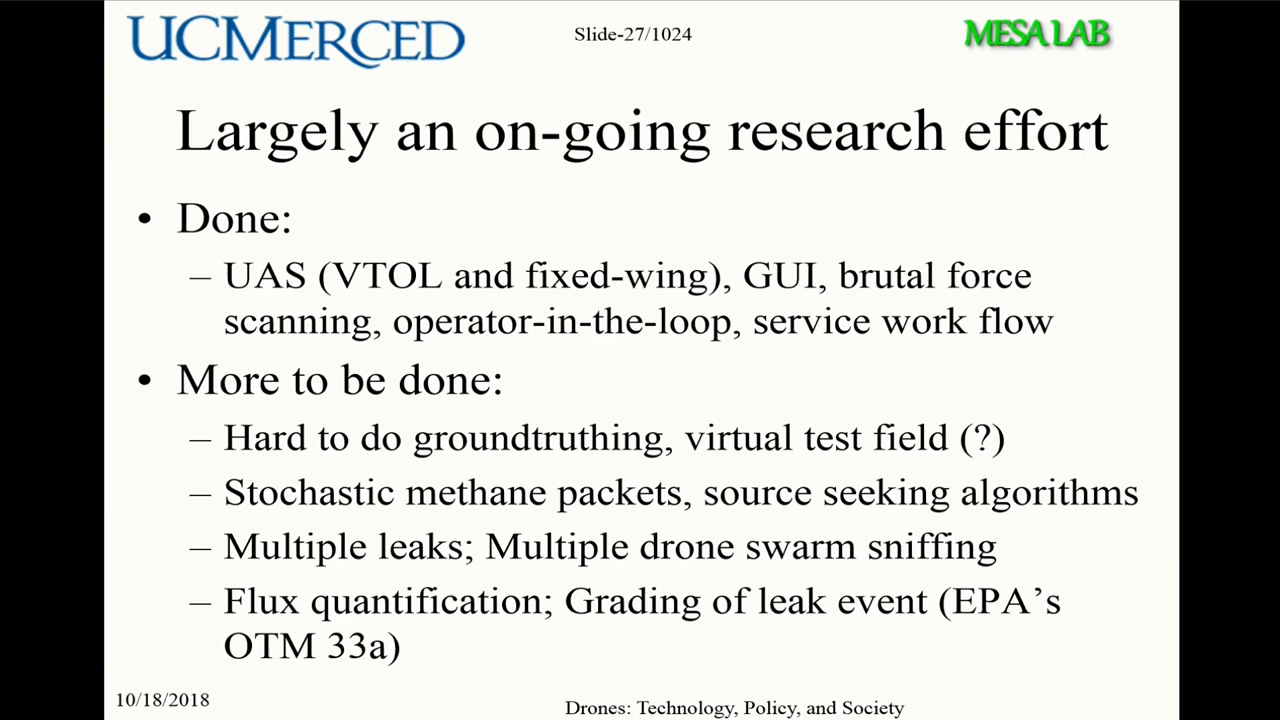 UCMERCED
Slide-27/1024
MESA LAB
Largely an on-going research effort
• Done:
– UAS (VTOL and fixed-wing), GUI, brutal force
scanning, operator-in-the-loop, service work flow
• More to be done:
– Hard to do groundtruthing, virtual test field (?)
– Stochastic methane packets, source seeking algorithms
– Multiple leaks; Multiple drone swarm sniffing
– Flux quantification; Grading of leak event (EPA’s
OTM 33a)
10/18/2018
Drones: Technology, Policy, and Society